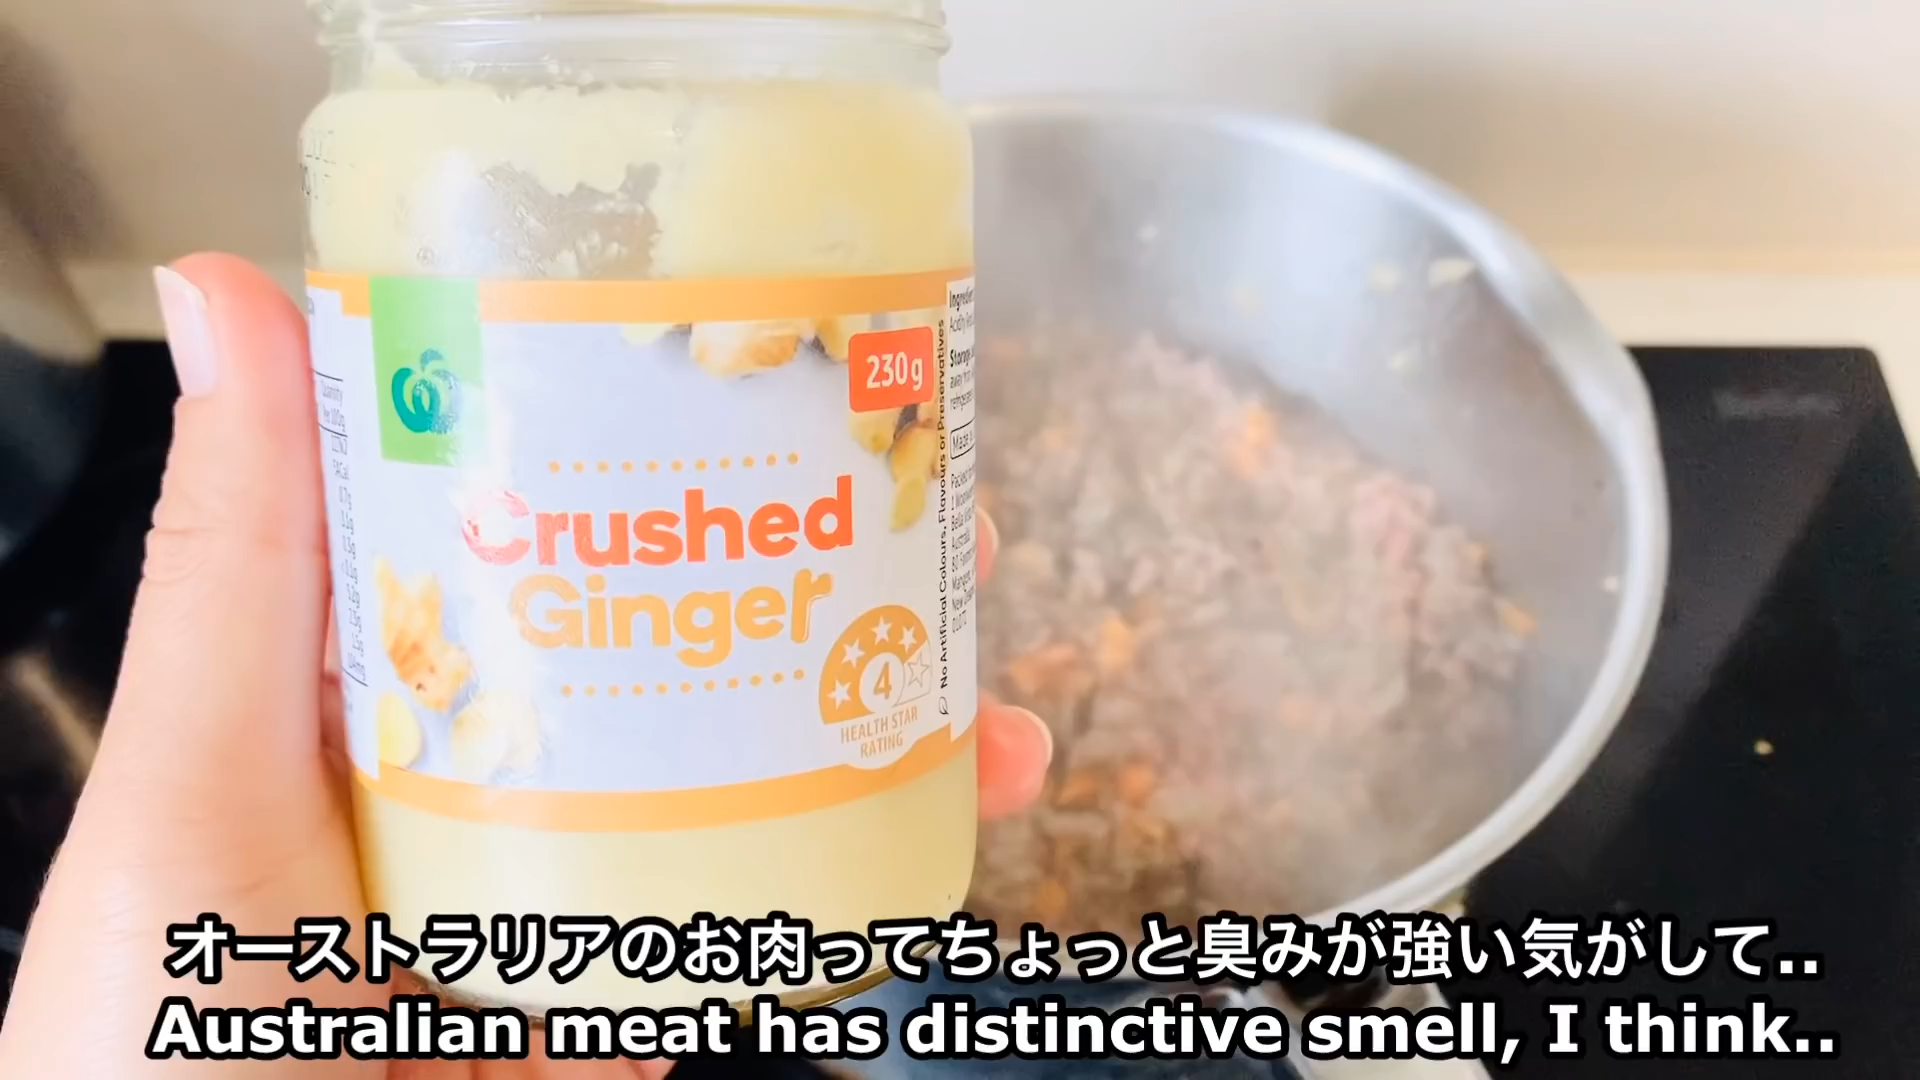 230g
Crushed
Ginger
4
HEALTH STAR
RATING
No Artificial Colours, Flavours or Preservatives
Quantity
オーストラリアのお肉ってちょっと臭みが強い気がして..
Australian meat has distinctive smell, I think..